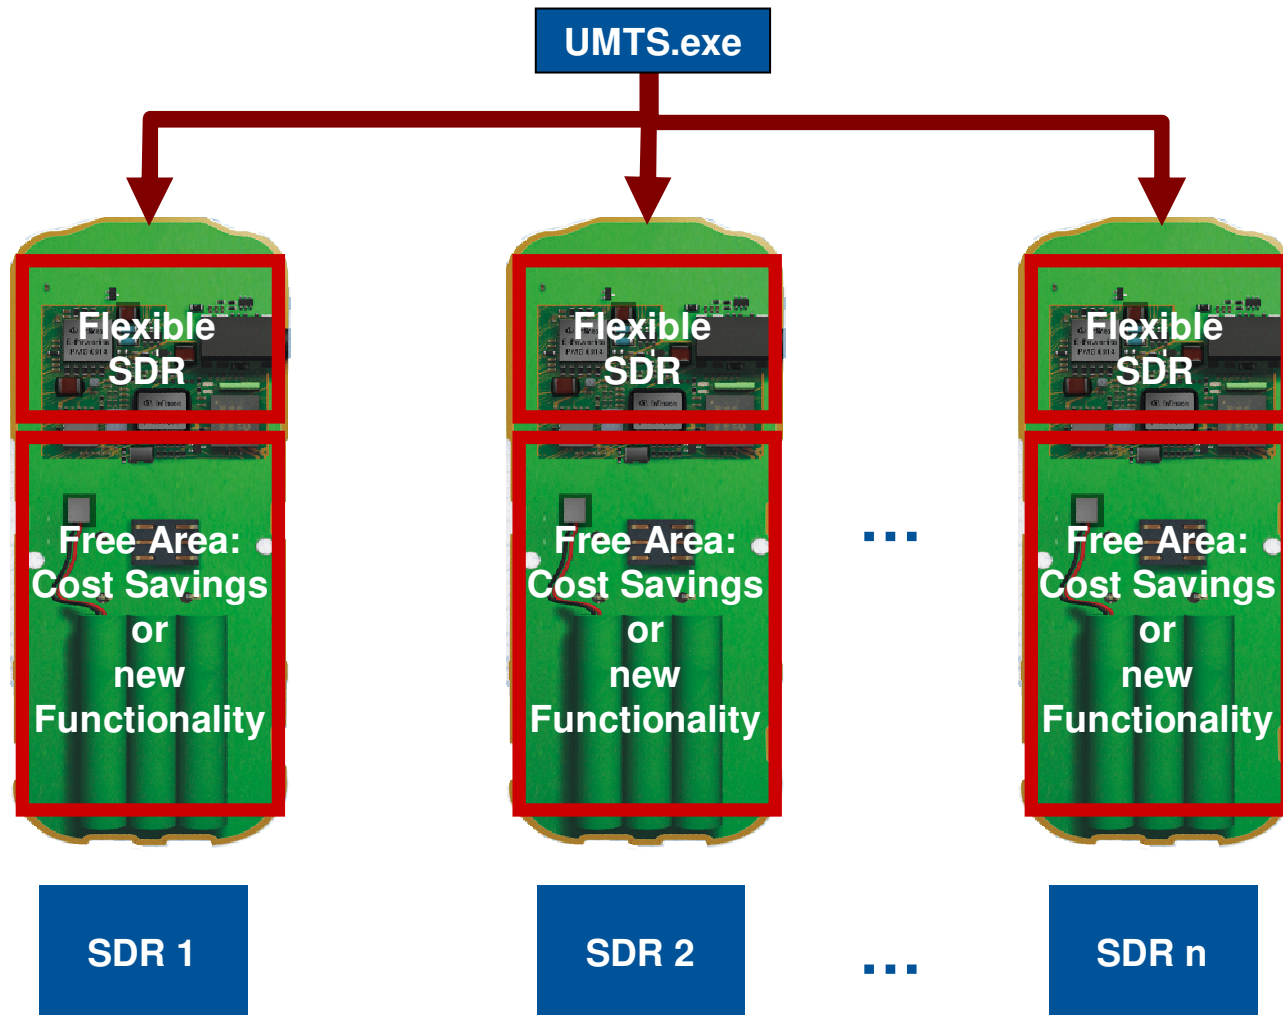 UMTS.exe
Flexible
SDR
Flexible
SDR
Flexible
SDR
Free Area:
Cost Savings
or
new
Functionality
Free Area:
Cost Savings
or
new
Functionality
...
Free Area:
Cost Savings
or
new
Functionality
SDR 1
SDR 2
...
SDR n